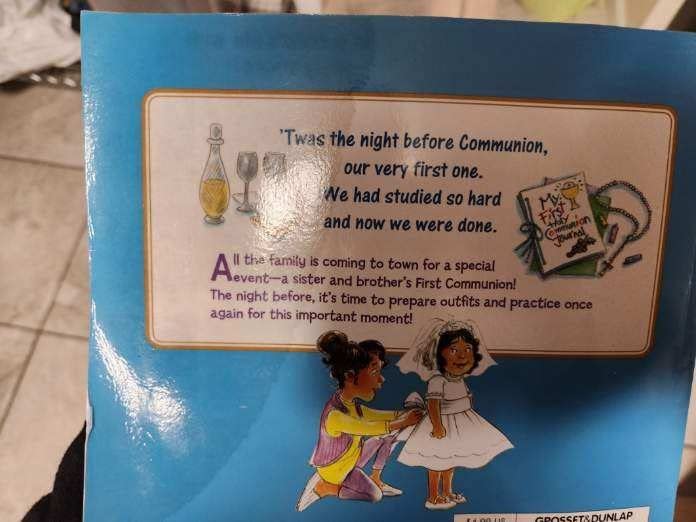 'Twas the night before Communion,
our very first one.
We had studied so hard
and now we were done.
My
First
Holy
Communion
Journal
All the family is coming to town for a special
event—a sister and brother's First Communion!
The night before, it's time to prepare outfits and practice once
again for this important moment!
GROSSET&DUNLAP